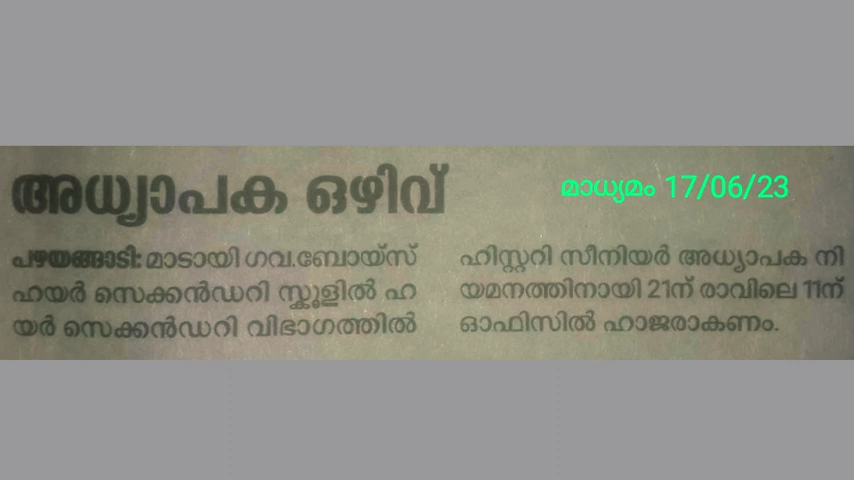 അധ്യാപക ഒഴിവ്
മാധ്യമം 17/06/23
പഴയങ്ങാടി: മാടായി ഗവ.ബോയ്സ്
ഹയർ സെക്കൻഡറി സ്കൂളിൽ ഹ
യർ സെക്കൻഡറി വിഭാഗത്തിൽ
ഹിസ്റ്ററി സീനിയർ അധ്യാപക നി
യമനത്തിനായി 21ന് രാവിലെ 11ന്
ഓഫിസിൽ ഹാജരാകണം.